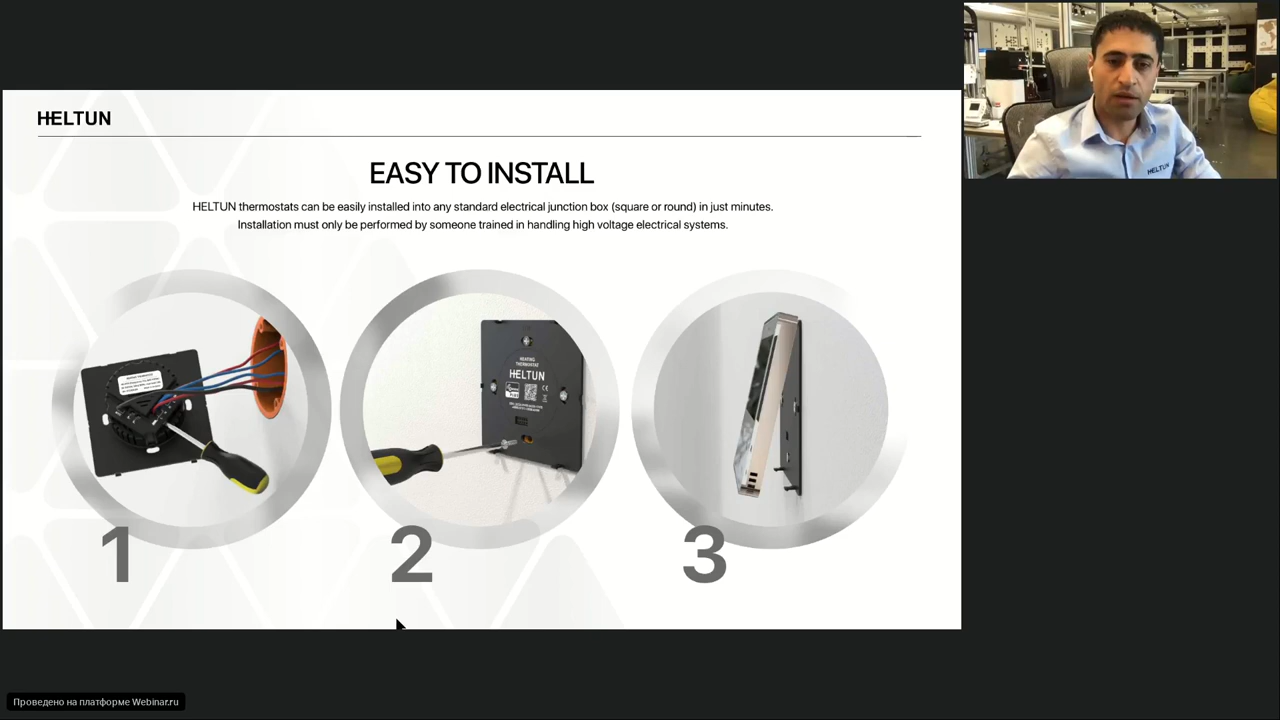 HELTUN
EASY TO INSTALL
HELTUN thermostats can be easily installed into any standard electrical junction box (square or round) in just minutes.
Installation must only be performed by someone trained in handling high voltage electrical systems.
HEATING
THERMOSTAT
HELTUN
1
2
3
HELTUN
Проведено на платформе Webinar.ru